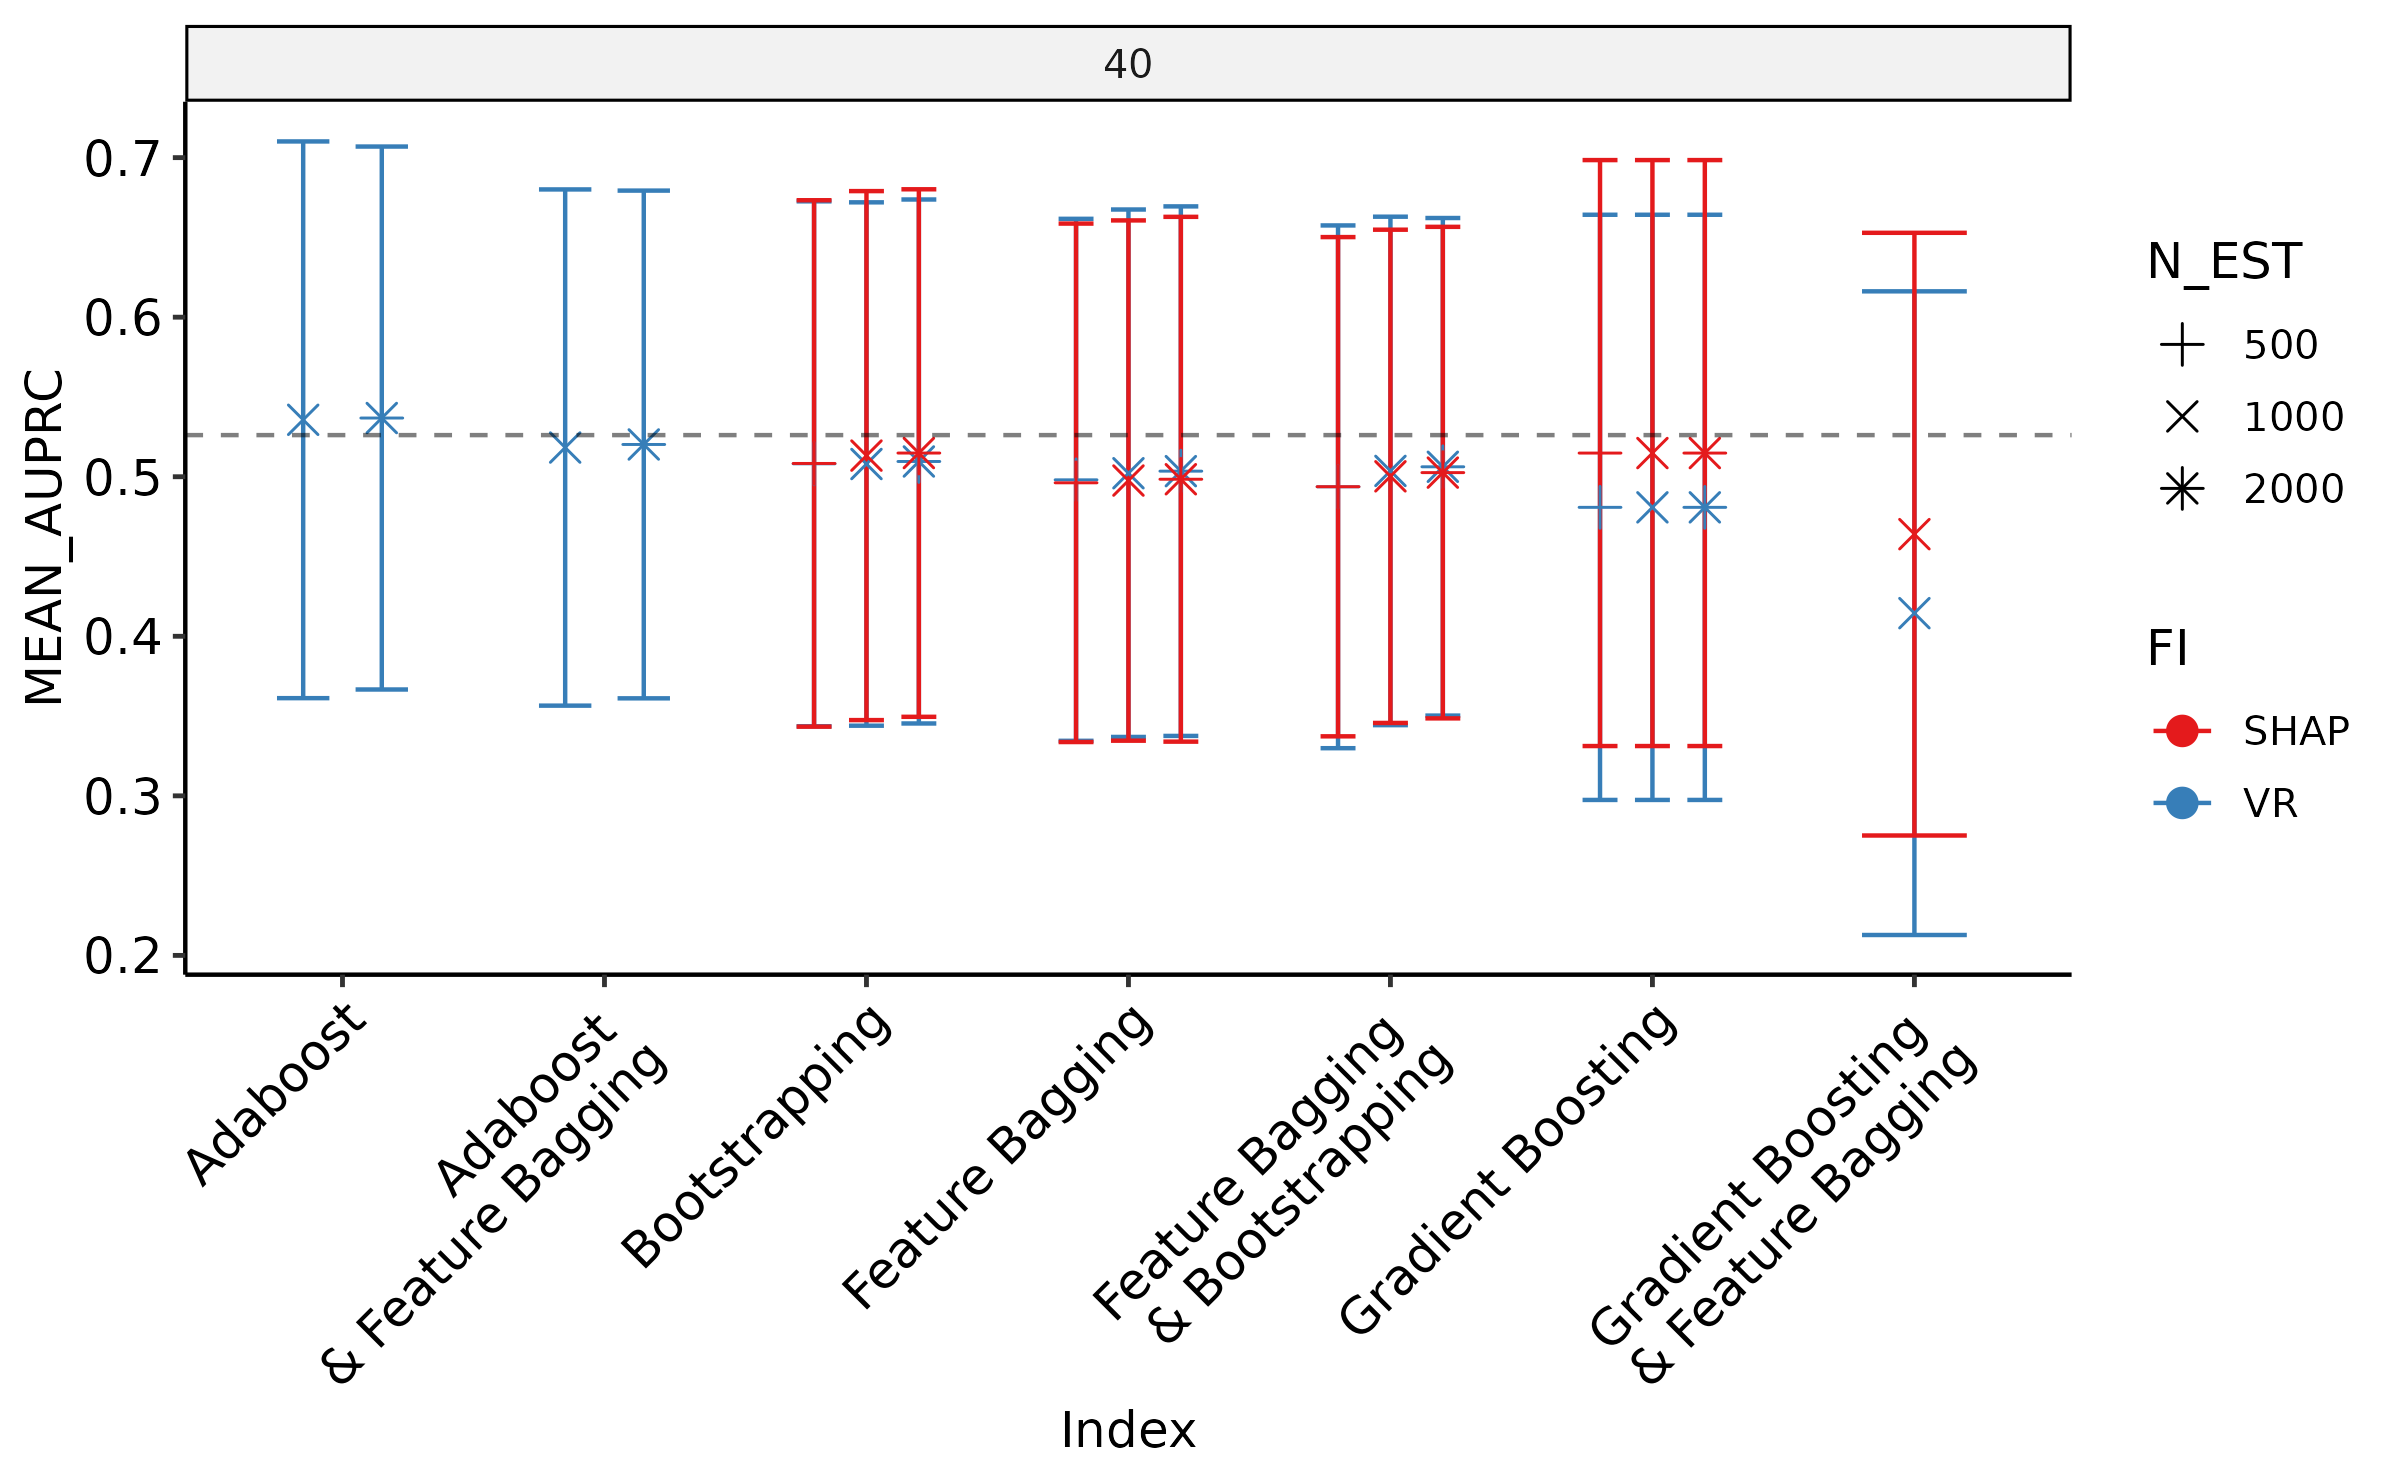 40
MEAN_AUPRC
0.7
0.6
0.5
0.4
0.3
0.2
Adaboost
Adaboost
& Feature Bagging
Bootstrapping
Feature Bagging
Feature Bagging
& Bootstrapping
Gradient Boosting
Gradient Boosting
& Feature Bagging
Index
N_EST
500
1000
2000
FI
SHAP
VR